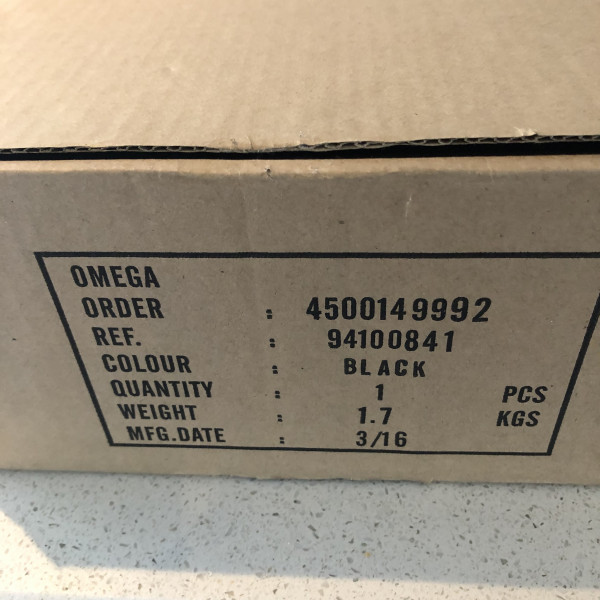 OMEGA
ORDER : 4500149992
REF. : 94100841
COLOUR : BLACK
QUANTITY : 1 PCS
WEIGHT : 1.7 KGS
MFG.DATE : 3/16